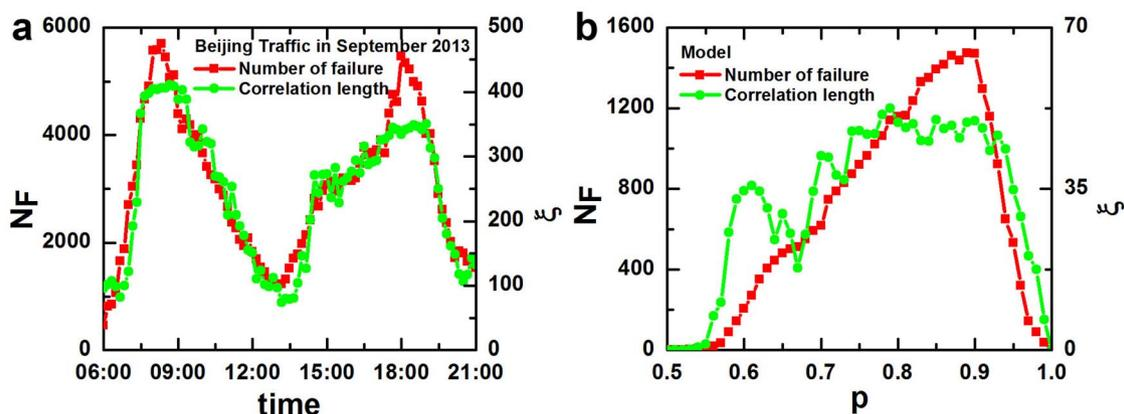 a
6000
4000
2000
0
NF
500
400
300
200
100
0
ξ
Beijing Traffic in September 2013
Number of failure
Correlation length
06:00 09:00 12:00 15:00 18:00 21:00
time
b
1600
1200
800
400
0
NF
70
35
0
ξ
Model
Number of failure
Correlation length
0.5 0.6 0.7 0.8 0.9 1.0
p